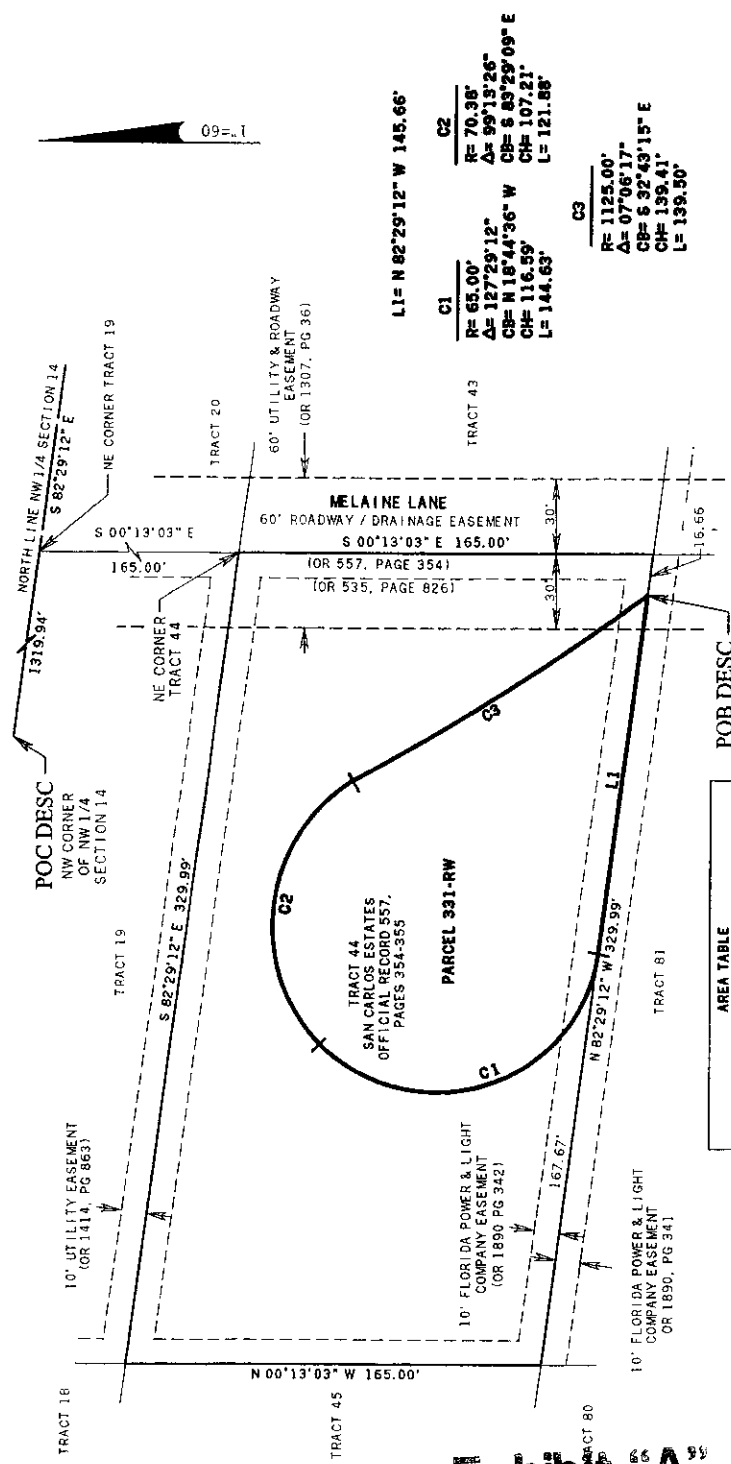 1"=60
NORTH LINE NW 1/4 SECTION 14
S 82°29'12" E
1319.94'
NE CORNER TRACT 19
POC DESC
NW CORNER
OF NW 1/4
SECTION 14
S 00°13'03" E
165.00'
TRACT 20
NE CORNER
TRACT 44
60' UTILITY & ROADWAY
EASEMENT
(OR 1307, PG 36)
TRACT 18
TRACT 19
10' UTILITY EASEMENT
(OR 1414, PG 863)
S 82°29'12" E 329.99'
MELAINE LANE
60' ROADWAY / DRAINAGE EASEMENT
S 00°13'03" E 165.00'
(OR 557, PAGE 354)
(OR 535, PAGE 826)
30'
30'
TRACT 43
TRACT 45
N 00°13'03" W 165.00'
C2
TRACT 44
SAN CARLOS ESTATES
OFFICIAL RECORD 557,
PAGES 354-355
PARCEL 331-RW
C3
C1
L1
10' FLORIDA POWER & LIGHT
COMPANY EASEMENT
(OR 1890 PG 342)
167.67'
N 82°29'12" W 329.99'
16.66
POB DESC
TRACT 80
TRACT 81
10' FLORIDA POWER & LIGHT
COMPANY EASEMENT
OR 1890, PG 341
L1= N 82°29'12" W 145.66'
C1
R= 65.00'
Δ= 127°29'12"
CB= N 18°44'36" W
CH= 116.59'
L= 144.63'
C2
R= 70.38'
Δ= 99°13'26"
CB= S 83°29'09" E
CH= 107.21'
L= 121.88'
C3
R= 1125.00'
Δ= 07°06'17"
CB= S 32°43'15" E
CH= 139.41'
L= 139.50'
AREA TABLE
"A"